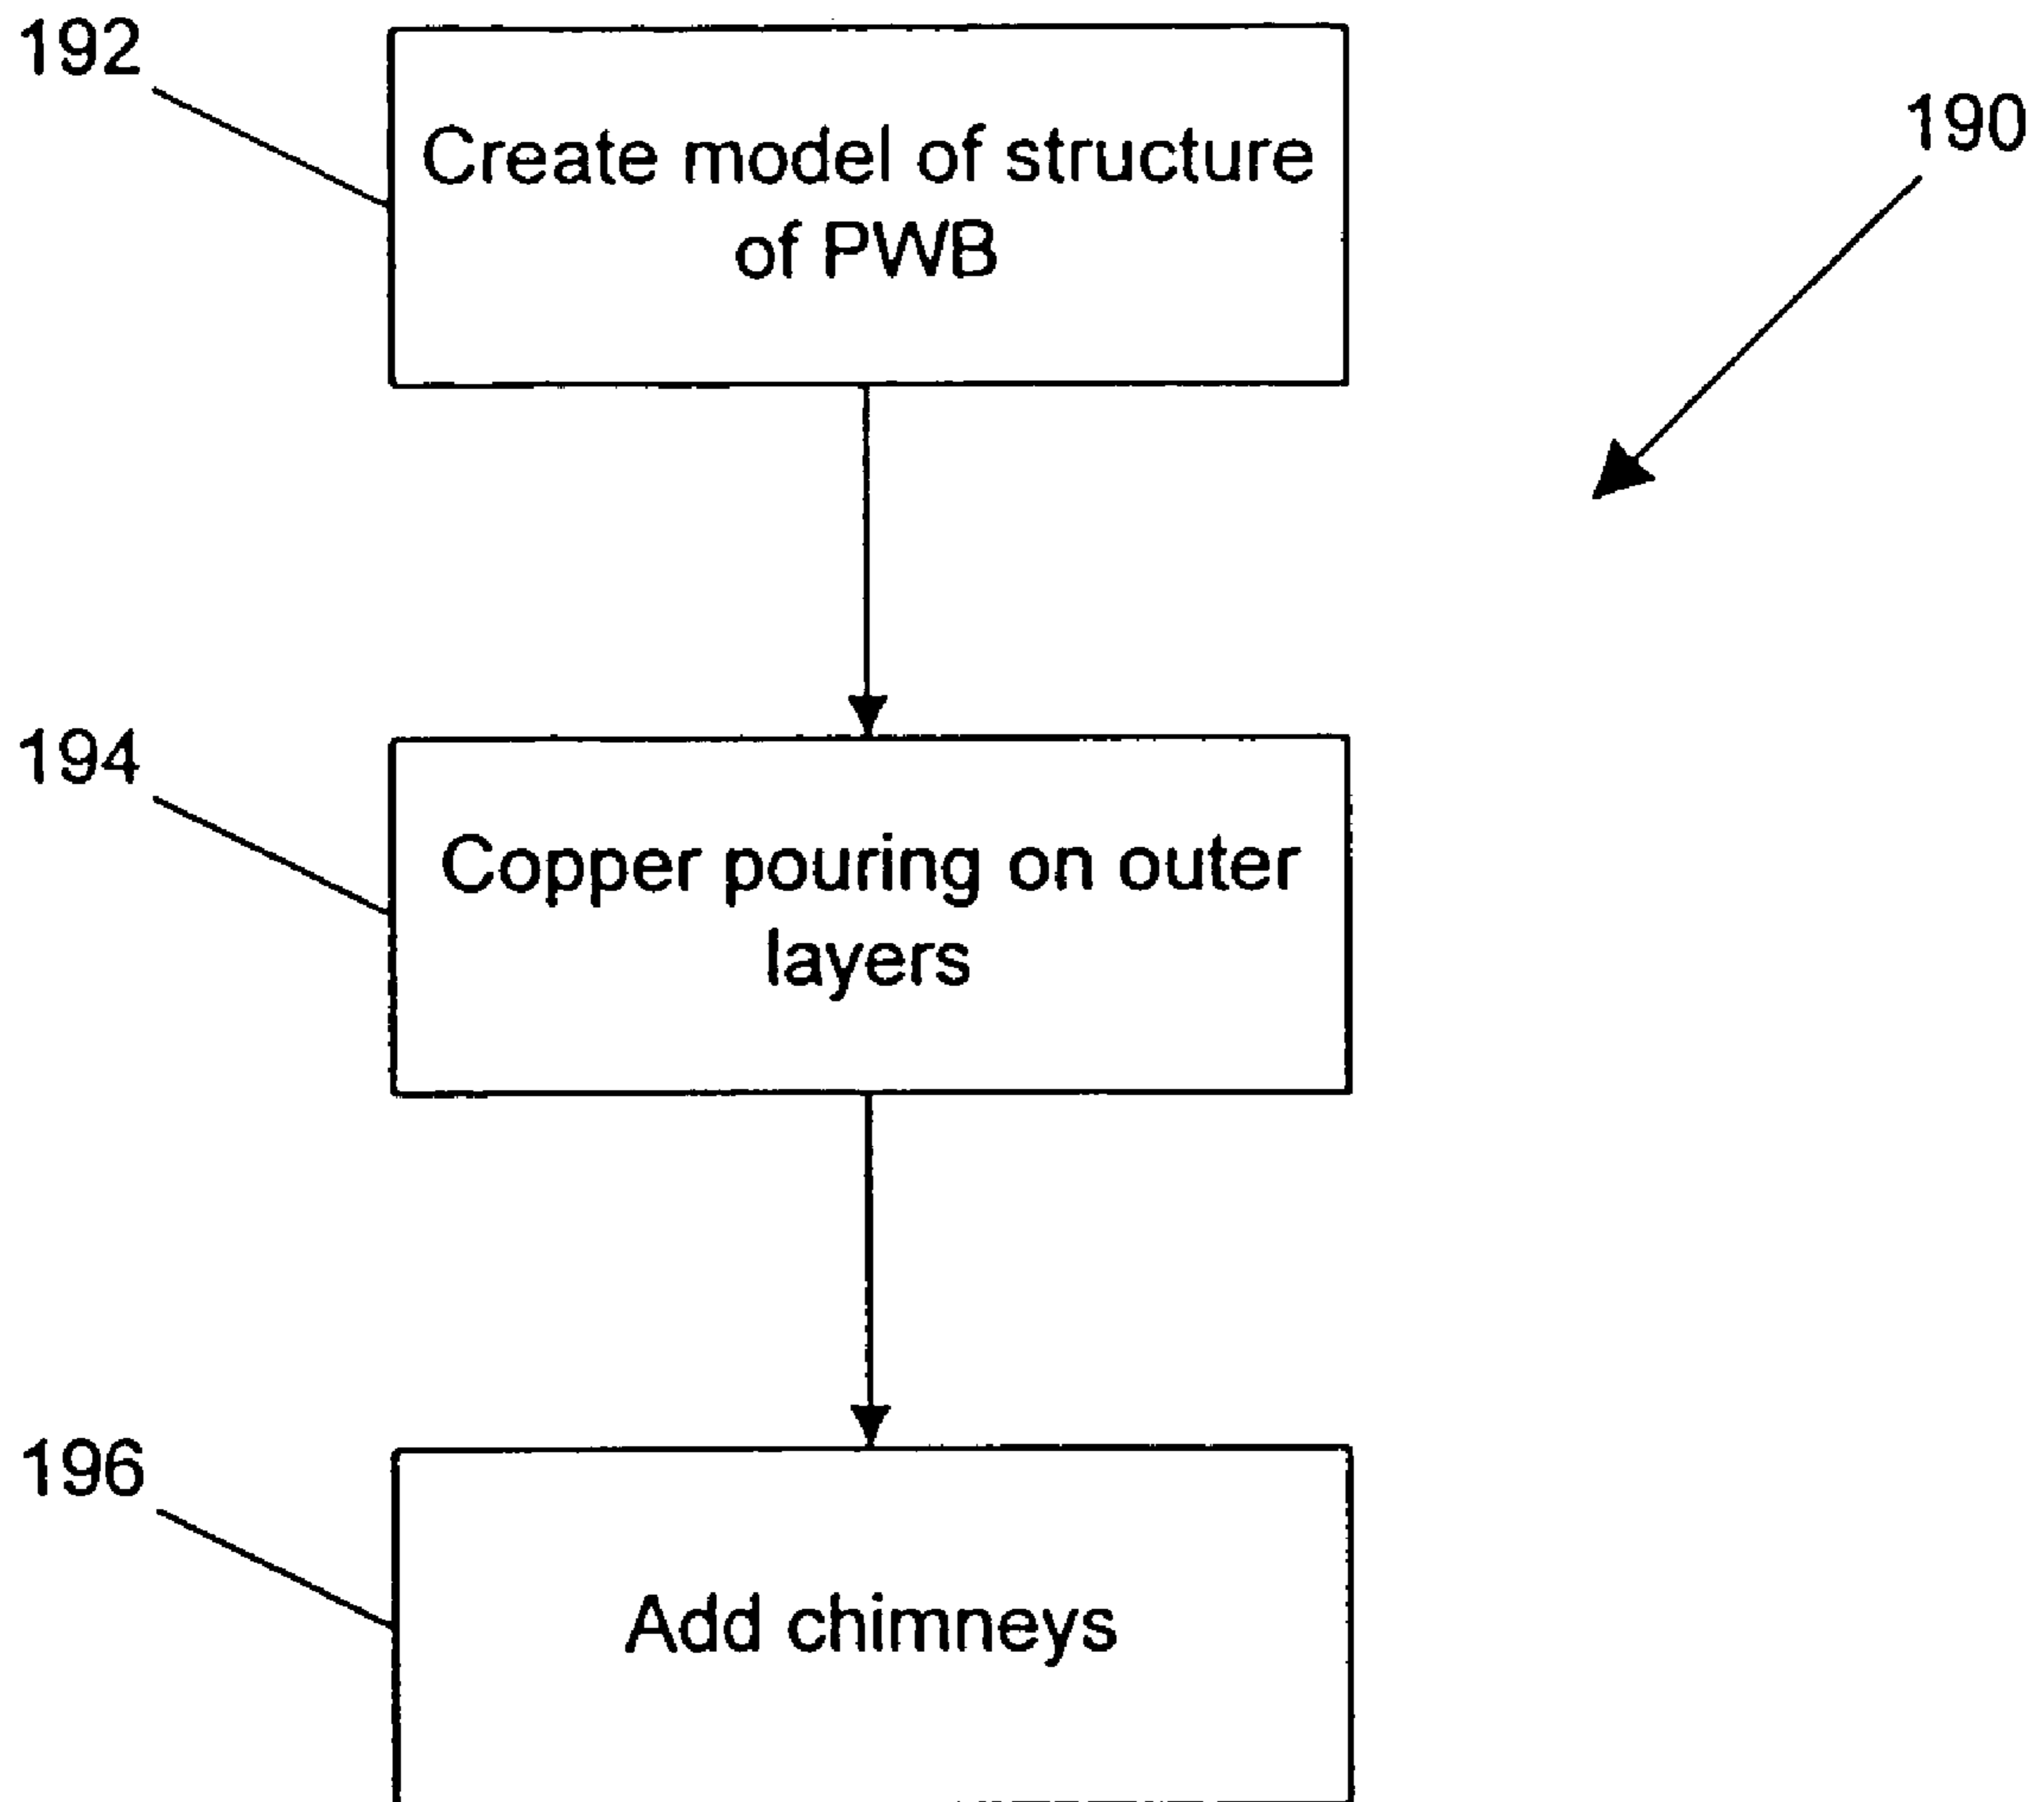 192
190
Create model of structure
of PWB
194
Copper pouring on outer
layers
196
Add chimneys